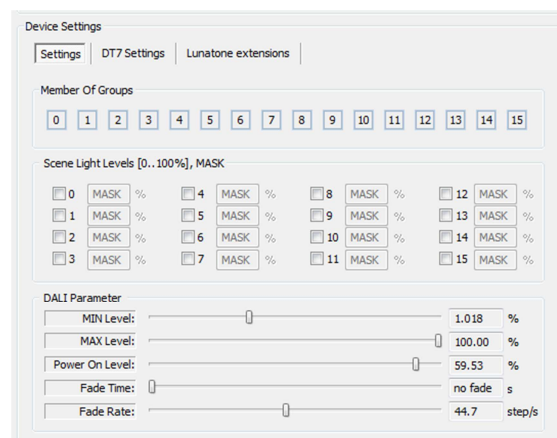 Device Settings
Settings DT7 Settings Lunatone extensions
Member Of Groups
0 1 2 3 4 5 6 7 8 9 10 11 12 13 14 15
Scene Light Levels [0..100%], MASK
0 MASK % 4 MASK % 8 MASK % 12 MASK %
1 MASK % 5 MASK % 9 MASK % 13 MASK %
2 MASK % 6 MASK % 10 MASK % 14 MASK %
3 MASK % 7 MASK % 11 MASK % 15 MASK %
DALI Parameter
MIN Level: 1.018 %
MAX Level: 100.00 %
Power On Level: 59.53 %
Fade Time: no fade s
Fade Rate: 44.7 step/s